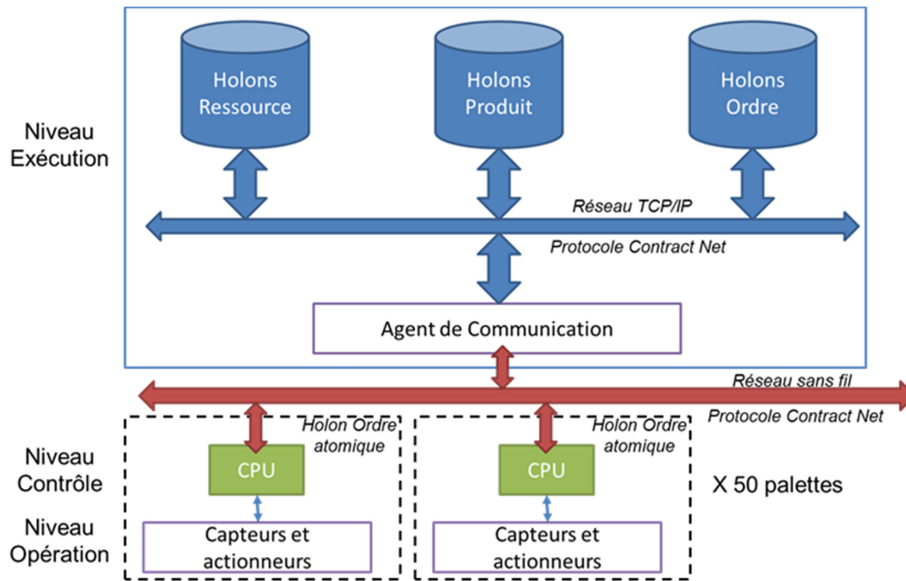 Holons
Ressource
Holons
Produit
Holons
Ordre
Niveau
Exécution
Réseau TCP/IP
Protocole Contract Net
Agent de Communication
Réseau sans fil
Protocole Contract Net
Holon Ordre
atomique
Holon Ordre
atomique
Niveau
Contrôle
CPU
CPU
X 50 palettes
Niveau
Opération
Capteurs et
actionneurs
Capteurs et
actionneurs